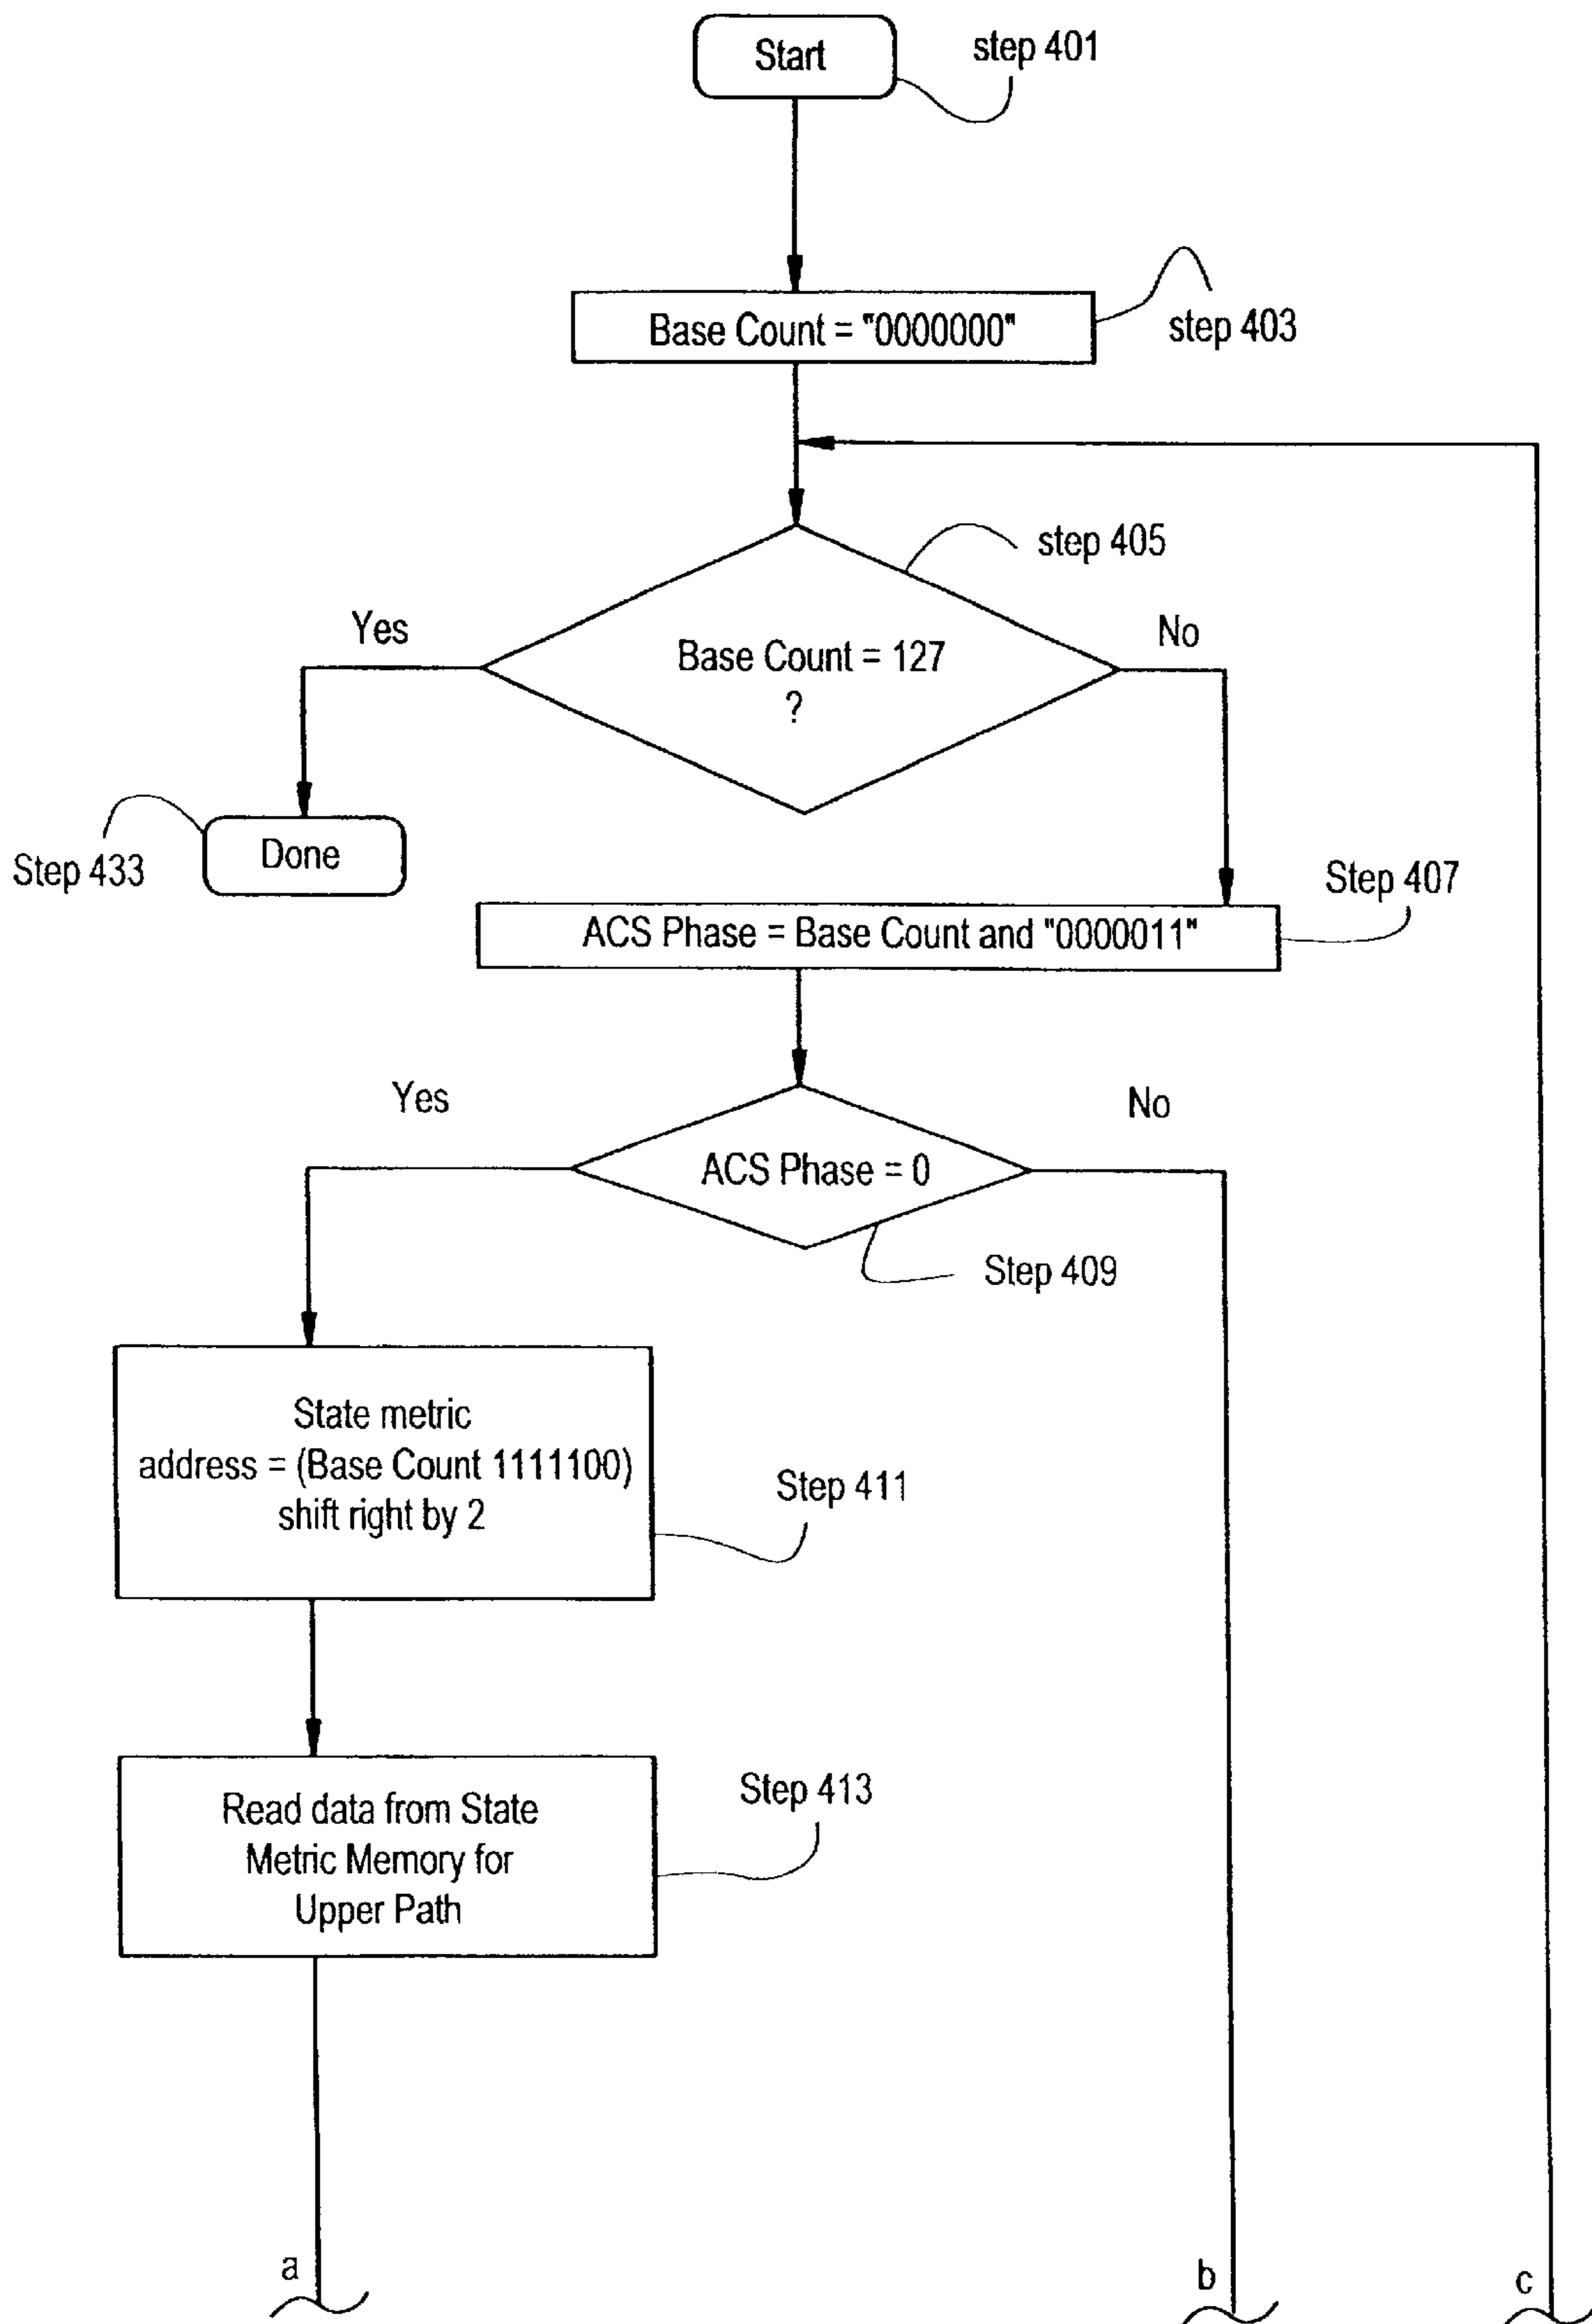 Start
step 401
Base Count = "0000000"
step 403
step 405
Yes
No
Base Count = 127
?
Step 433
Done
Step 407
ACS Phase = Base Count and "0000011"
Yes
No
ACS Phase = 0
Step 409
State metric
address = (Base Count 1111100)
shift right by 2
Step 411
Step 413
Read data from State
Metric Memory for
Upper Path
a
b
c